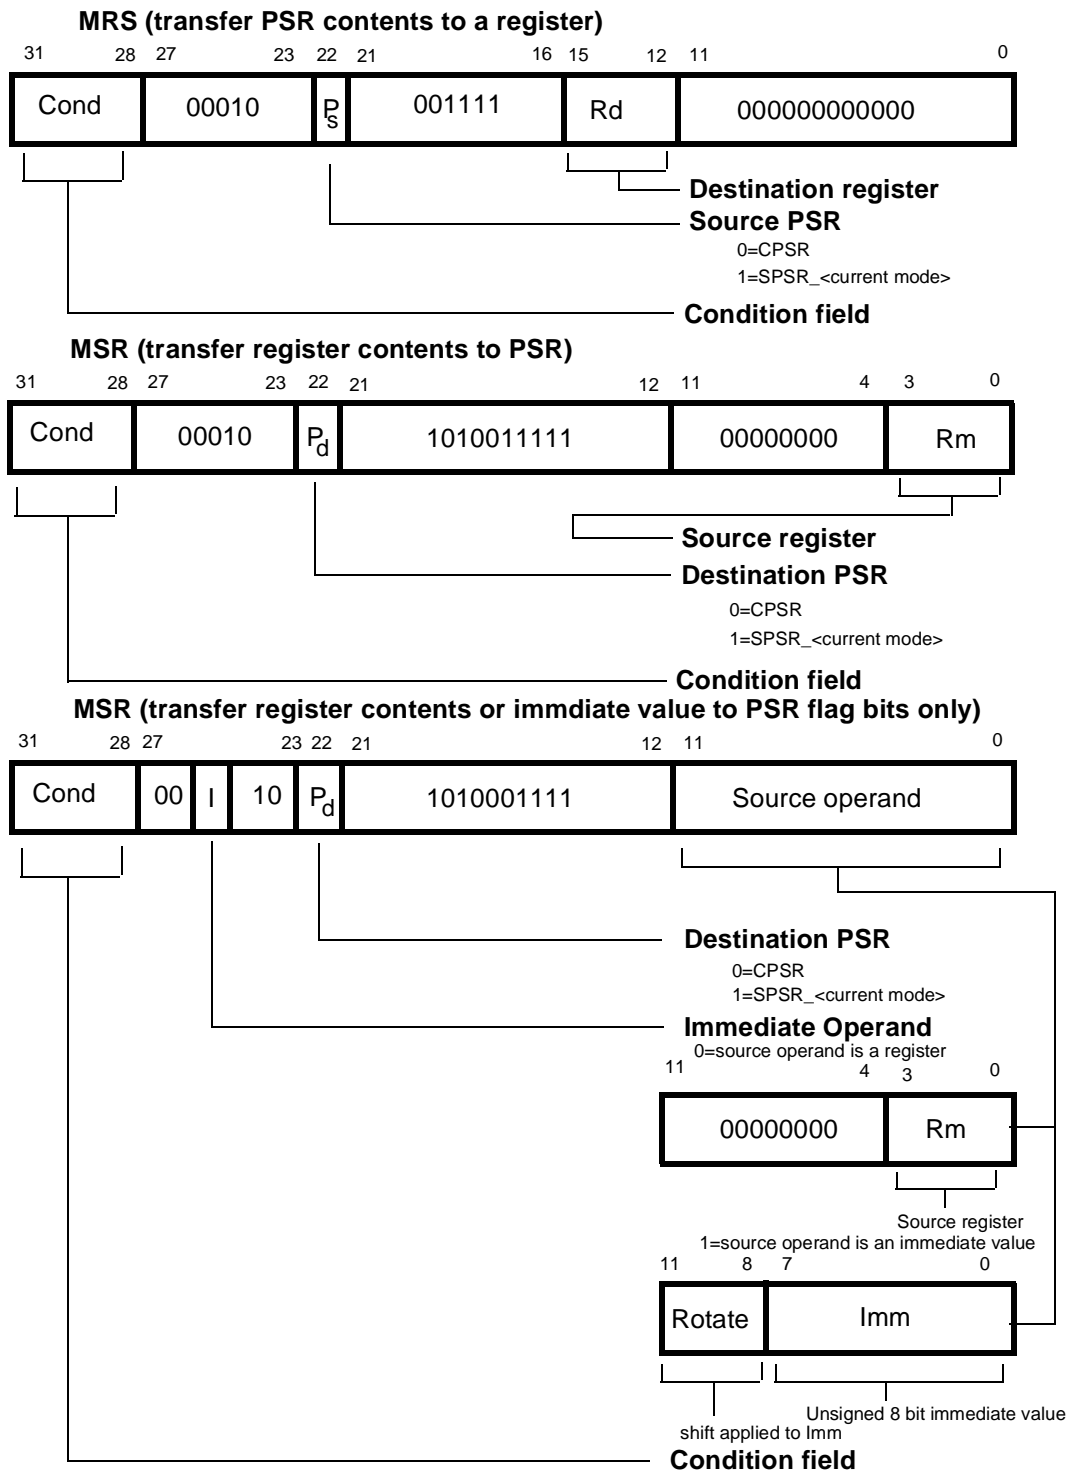 MRS (transfer PSR contents to a register)
31 28 27 23 22 21 16 15 12 11 0
Cond 00010 Ps 001111 Rd 000000000000
Destination register
Source PSR
0=CPSR
1=SPSR_<current mode>
Condition field
MSR (transfer register contents to PSR)
31 28 27 23 22 21 12 11 4 3 0
Cond 00010 Pd 1010011111 00000000 Rm
Source register
Destination PSR
0=CPSR
1=SPSR_<current mode>
Condition field
MSR (transfer register contents or immdiate value to PSR flag bits only)
31 28 27 23 22 21 12 11 0
Cond 00 I 10 Pd 1010001111 Source operand
Destination PSR
0=CPSR
1=SPSR_<current mode>
Immediate Operand
0=source operand is a register
11 4 3 0
00000000 Rm
Source register
1=source operand is an immediate value
11 8 7 0
Rotate Imm
Unsigned 8 bit immediate value
shift applied to Imm
Condition field